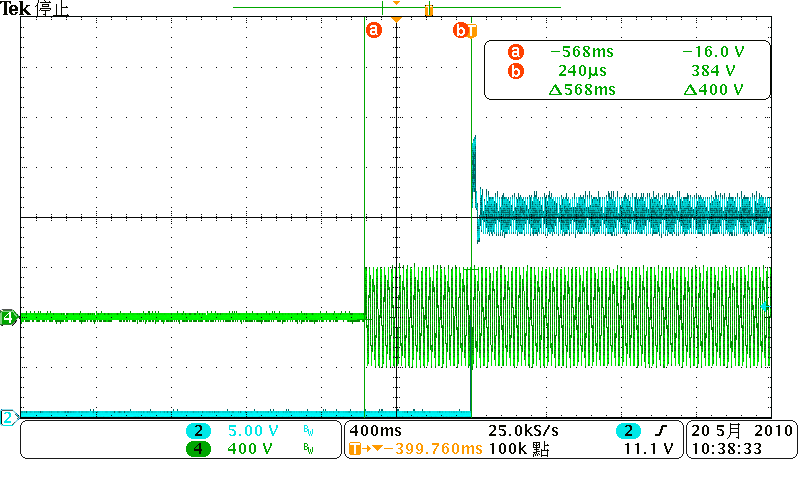 Tek 停止
a b T
a −568ms −16.0 V
b 240µs 384 V
Δ568ms Δ400 V
4
2
2 5.00 V BW 400ms 25.0kS/s 2 20 5月 2010
4 400 V BW T→▼−399.760ms 100k 點 11.1 V 10:38:33